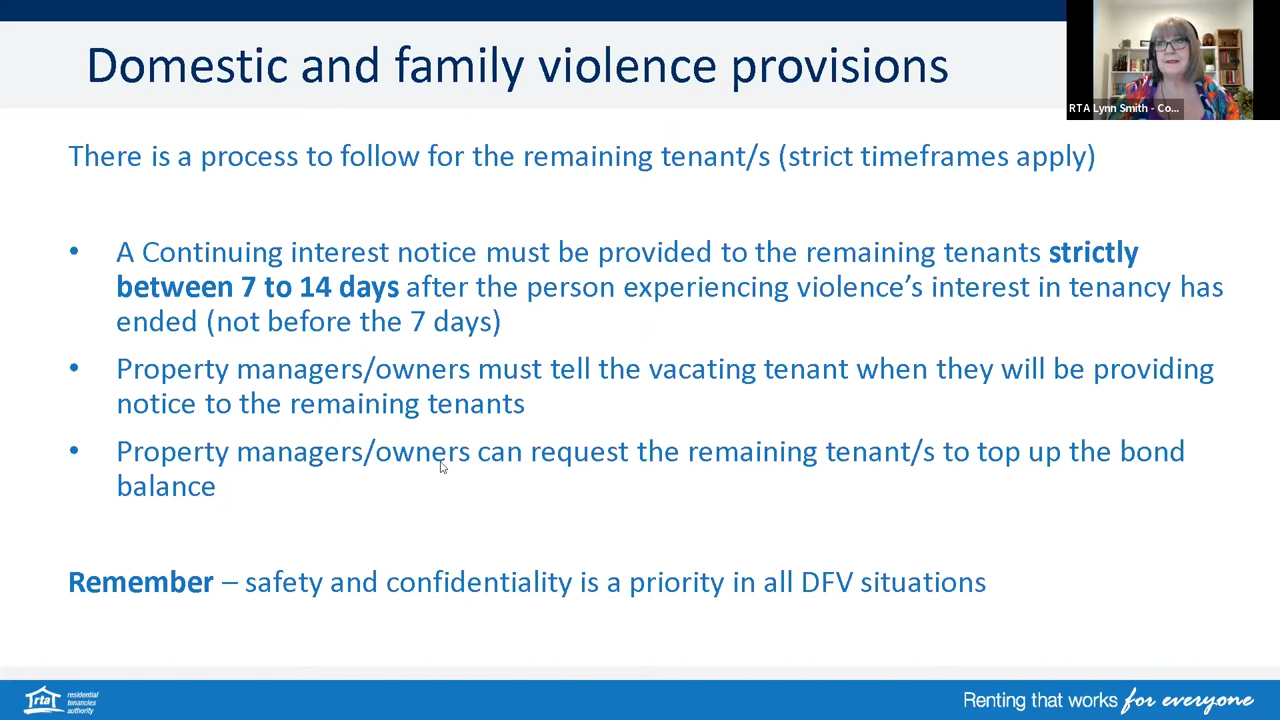 Domestic and family violence provisions
RTA Lynn Smith - Co...
There is a process to follow for the remaining tenant/s (strict timeframes apply)
• A Continuing interest notice must be provided to the remaining tenants strictly
between 7 to 14 days after the person experiencing violence's interest in tenancy has
ended (not before the 7 days)
• Property managers/owners must tell the vacating tenant when they will be providing
notice to the remaining tenants
• Property managers/owners can request the remaining tenant/s to top up the bond
balance
Remember – safety and confidentiality is a priority in all DFV situations
rta
residential
tenancies
authority
Renting that works for everyone